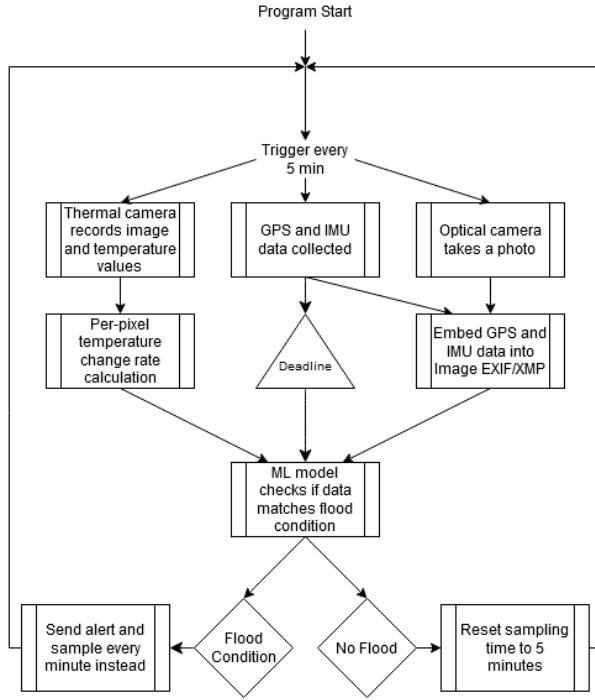 Program Start
Trigger every
5 min
Thermal camera
records image
and temperature
values
GPS and IMU
data collected
Optical camera
takes a photo
Per-pixel
temperature
change rate
calculation
Deadline
Embed GPS and
IMU data into
Image EXIF/XMP
ML model
checks if data
matches flood
condition
Send alert and
sample every
minute instead
Flood
Condition
No Flood
Reset sampling
time to 5
minutes